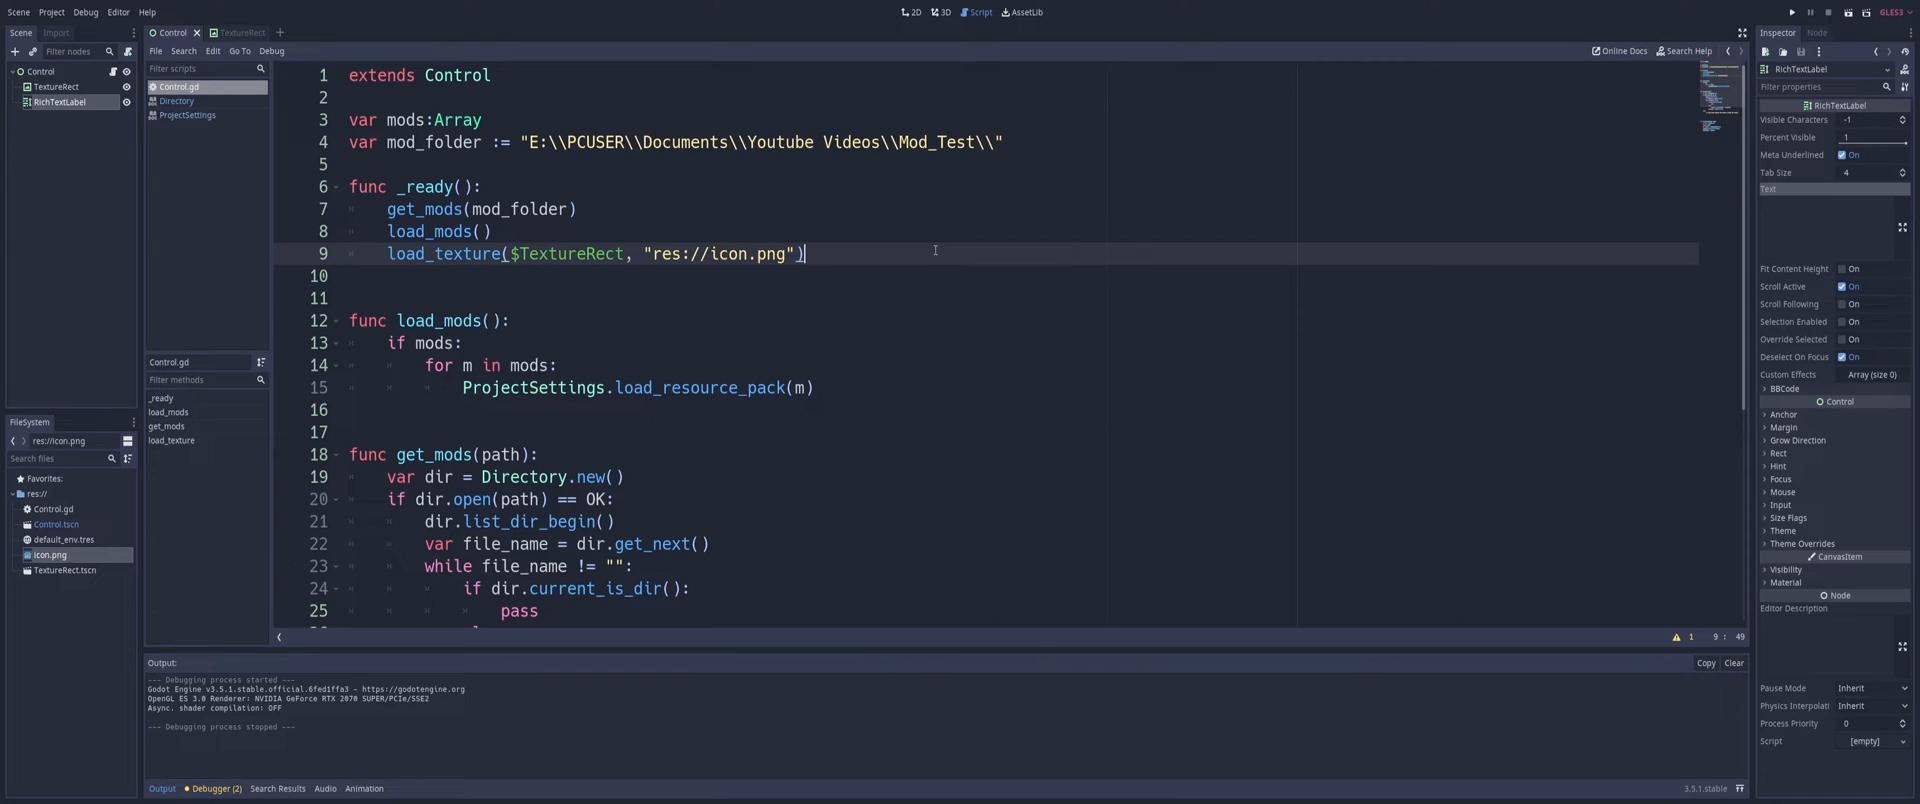 Scene Project Debug Editor Help
2D 3D Script AssetLib
GLES3
Scene Import
Filter nodes
Control
TextureRect
RichTextLabel
FileSystem
res://icon.png
Search files
Favorites:
res://
Control.gd
Control.tscn
default_env.tres
icon.png
TextureRect.tscn
Control TextureRect
File Search Edit Go To Debug
Online Docs Search Help
Filter scripts
Control.gd
Directory
ProjectSettings
Control.gd
Filter methods
_ready
load_mods
get_mods
load_texture
1 extends Control
2
3 var mods:Array
4 var mod_folder := "E:\\PCUSER\\Documents\\Youtube Videos\\Mod_Test\\"
5
6 func _ready():
7 get_mods(mod_folder)
8 load_mods()
9 load_texture($TextureRect, "res://icon.png")
10
11
12 func load_mods():
13 if mods:
14 for m in mods:
15 ProjectSettings.load_resource_pack(m)
16
17
18 func get_mods(path):
19 var dir = Directory.new()
20 if dir.open(path) == OK:
21 dir.list_dir_begin()
22 var file_name = dir.get_next()
23 while file_name != "":
24 if dir.current_is_dir():
25 pass
1 9 : 49
Output:
Copy Clear
--- Debugging process started ---
Godot Engine v3.5.1.stable.official.6fed1ffa3 - https://godotengine.org
OpenGL ES 3.0 Renderer: NVIDIA GeForce RTX 2070 SUPER/PCIe/SSE2
Async. shader compilation: OFF
--- Debugging process stopped ---
Output Debugger (2) Search Results Audio Animation
3.5.1.stable
Inspector Node
RichTextLabel
Filter properties
RichTextLabel
Visible Characters -1
Percent Visible 1
Meta Underlined On
Tab Size 4
Text
Fit Content Height On
Scroll Active On
Scroll Following On
Selection Enabled On
Override Selected On
Deselect On Focus On
Custom Effects Array (size 0)
BBCode
Control
Anchor
Margin
Grow Direction
Rect
Hint
Focus
Mouse
Input
Size Flags
Theme
Theme Overrides
CanvasItem
Visibility
Material
Node
Editor Description
Pause Mode Inherit
Physics Interpolati Inherit
Process Priority 0
Script [empty]